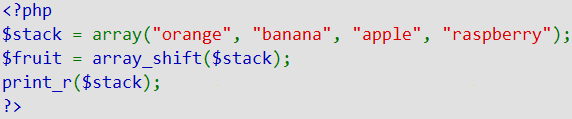 <?php
$stack = array("orange", "banana", "apple", "raspberry");
$fruit = array_shift($stack);
print_r($stack);
?>